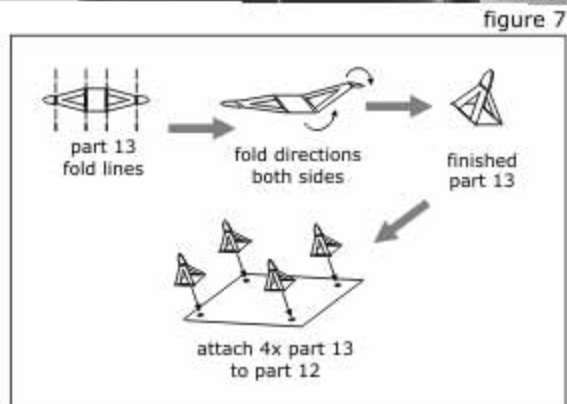 figure 7
part 13
fold lines
fold directions
both sides
finished
part 13
attach 4x part 13
to part 12